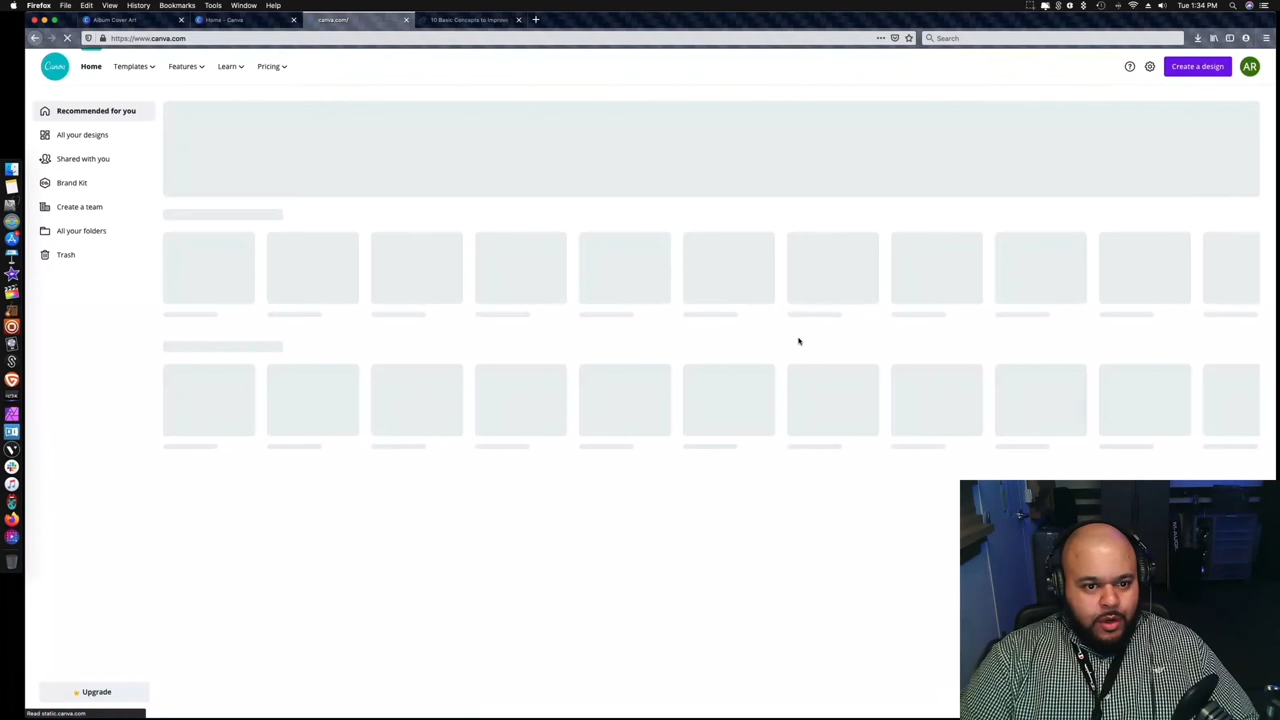 Firefox File Edit View History Bookmarks Tools Window Help Tue 1:34 PM
Album Cover Art Home - Canva canva.com/ 10 Basic Concepts to Improve
https://www.canva.com Search
Canva Home Templates Features Learn Pricing Create a design AR
Recommended for you
All your designs
Shared with you
Brand Kit
Create a team
All your folders
Trash
Upgrade
Read static.canva.com